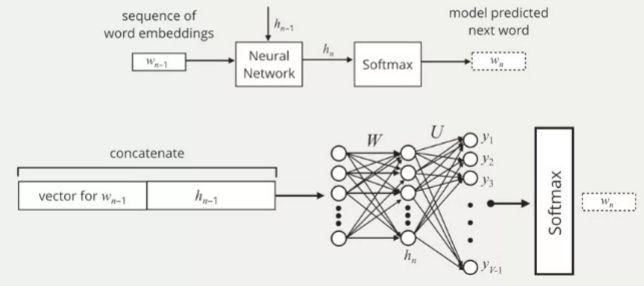 sequence of
word embeddings
h_{n-1}
model predicted
next word
w_{n-1}
Neural
Network
h_n
Softmax
w_n
concatenate
vector for w_{n-1}
h_{n-1}
W
U
y_1
y_2
y_3
y_{V-1}
h_n
Softmax
w_n